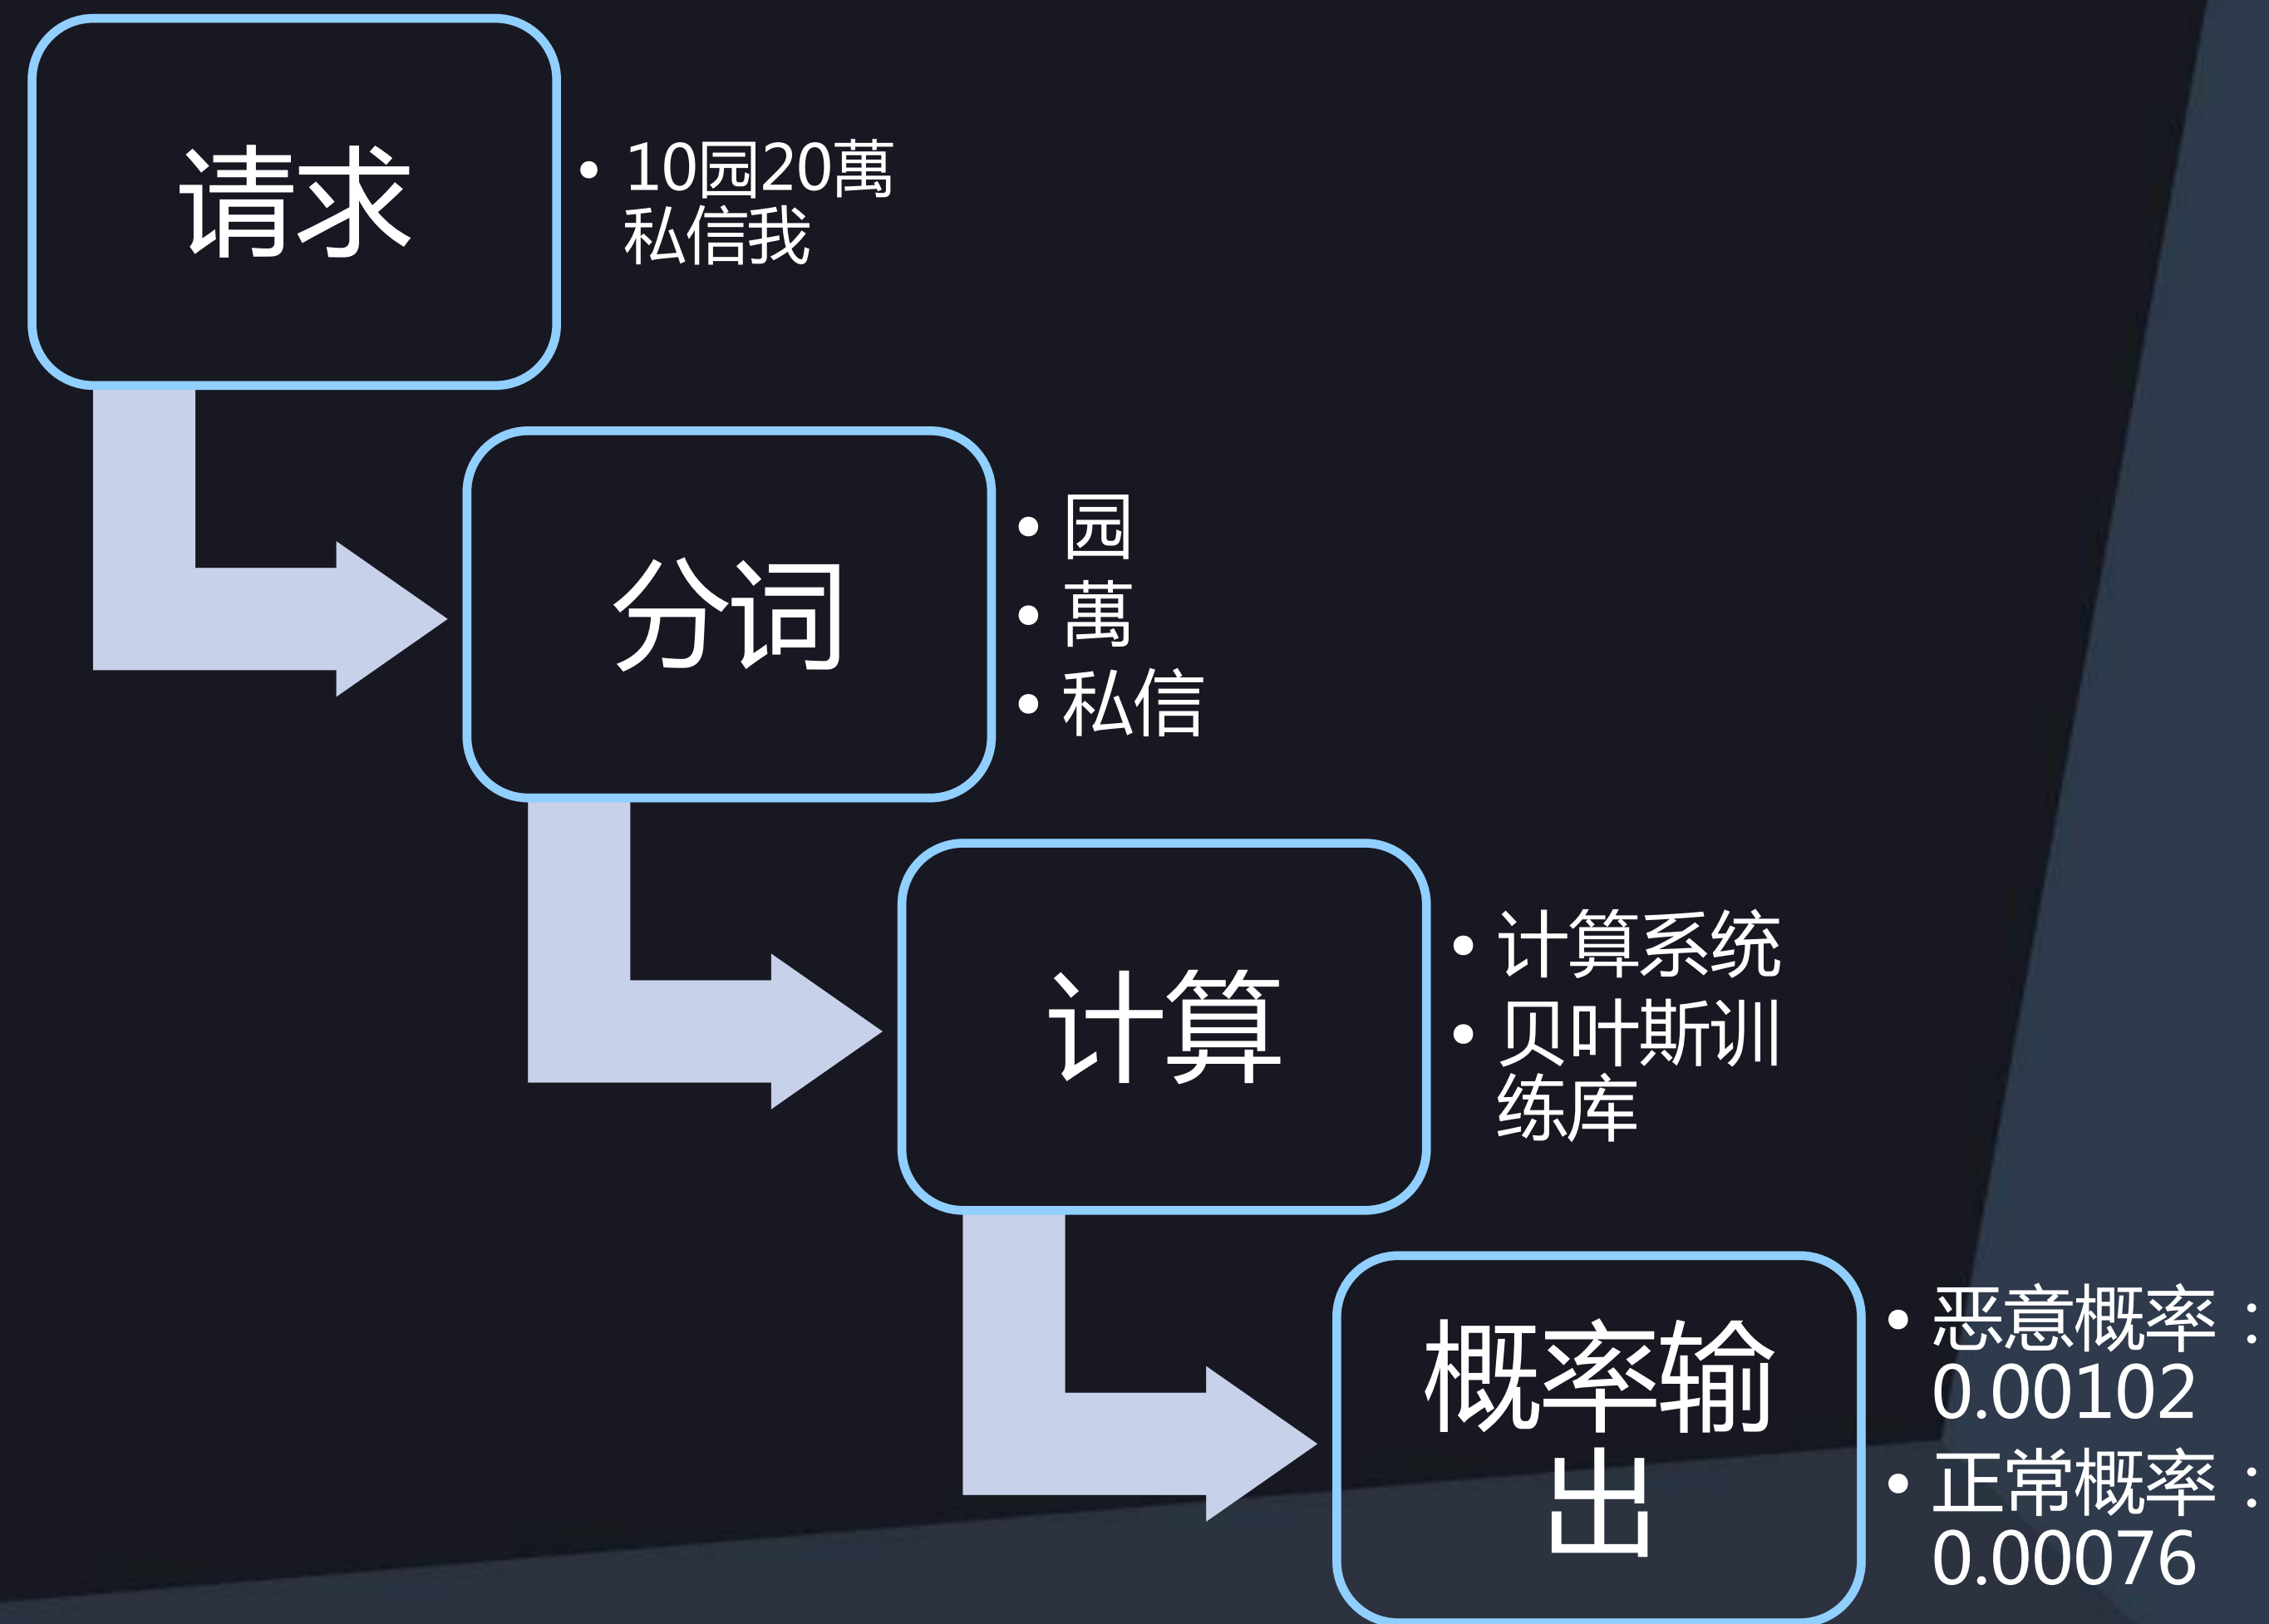 请求
• 10园20萬
私信我
分词
• 园
• 萬
• 私信
计算
• 计算系统
• 贝叶斯训
练库
概率输
出
• 恶意概率：
0.00102
• 正常概率：
0.00076